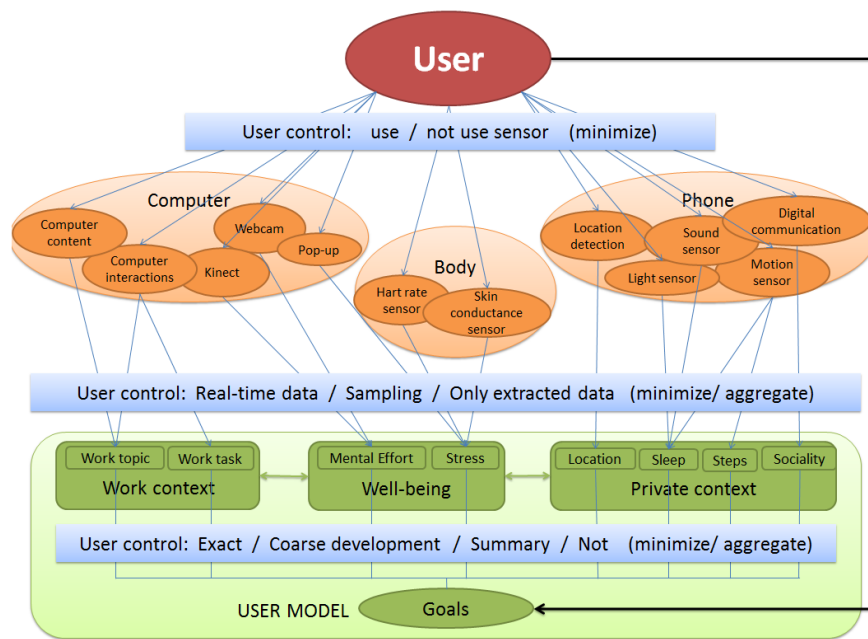 User
User control:   use  /  not use sensor    (minimize)
Computer
Computer
content
Computer
interactions
Kinect
Webcam
Pop-up
Body
Hart rate
sensor
Skin
conductance
sensor
Phone
Location
detection
Sound
sensor
Digital
communication
Light sensor
Motion
sensor
User control:  Real-time data  /  Sampling  /  Only extracted data   (minimize/ aggregate)
Work topic
Work task
Work context
Mental Effort
Stress
Well-being
Location
Sleep
Steps
Sociality
Private context
User control:  Exact  /  Coarse development  /  Summary  /  Not   (minimize/ aggregate)
USER MODEL
Goals